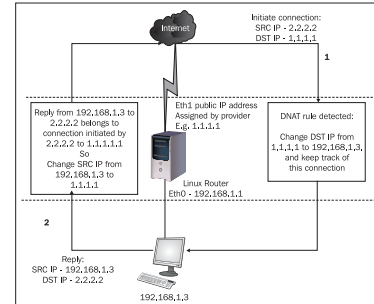 Initiate connection:
SRC IP - 2.2.2.2
DST IP - 1.1.1.1
Internet
1
Reply from 192.168.1.3 to
2.2.2.2 belongs to
connection initiated by
2.2.2.2 to 1.1.1.1.1
So
Change SRC IP from
192.168.1.3 to
1.1.1.1
Eth1 public IP address
Assigned by provider
E.g. 1.1.1.1
DNAT rule detected:
Change DST IP from
1.1.1.1 to 192.168.1.3,
and keep track of
this connection
Linux Router
Eth0 - 192.168.1.1
2
Reply:
SRC IP - 192.168.1.3
DST IP - 2.2.2.2
192.168.1.3